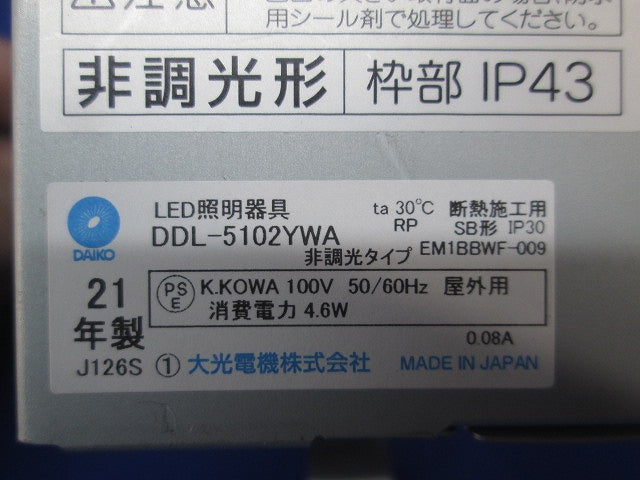 注意
用シール剤で処理してください。
非調光形 枠部 IP43
DAIKO
LED照明器具 ta 30℃ 断熱施工用
RP SB形 IP30
DDL-5102YWA
非調光タイプ EM1BBWF-009
21年製
PSE K.KOWA 100V 50/60Hz 屋外用
消費電力 4.6W
0.08A
J126S ① 大光電機株式会社 MADE IN JAPAN